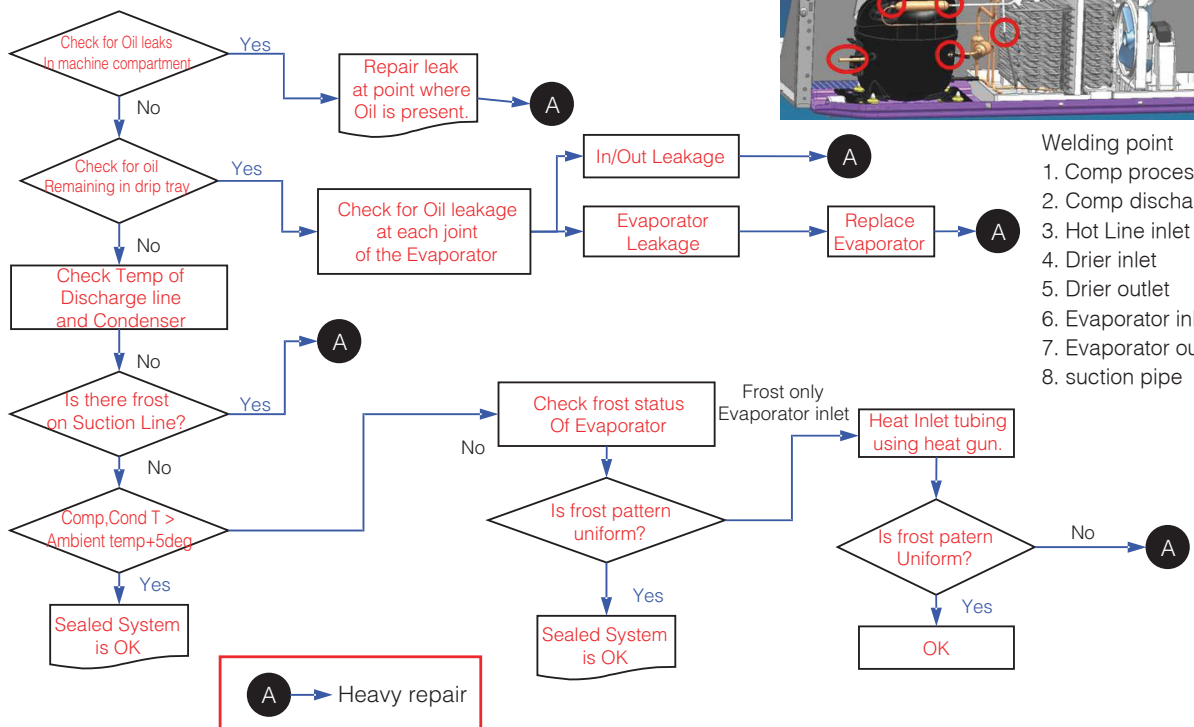 Check for Oil leaks
In machine compartment
Yes
Repair leak
at point where
Oil is present.
A
No
Check for oil
Remaining in drip tray
Yes
Check for Oil leakage
at each joint
of the Evaporator
In/Out Leakage
A
Evaporator
Leakage
Replace
Evaporator
A
Welding point
1. Comp
2. Comp
3. Hot Line inlet
4. Drier inlet
5. Drier outlet
6. Evaporator
7. Evaporator
8. suction pipe
No
Check Temp of
Discharge line
and Condenser
No
Is there frost
on Suction Line?
Yes
A
No
Comp,Cond T >
Ambient temp+5deg
Yes
Sealed System
is OK
No
Check frost status
Of Evaporator
Frost only
Evaporator inlet
Is frost pattern
uniform?
Yes
Sealed System
is OK
Heat Inlet tubing
using heat gun.
Is frost patern
Uniform?
No
A
Yes
OK
A
Heavy repair